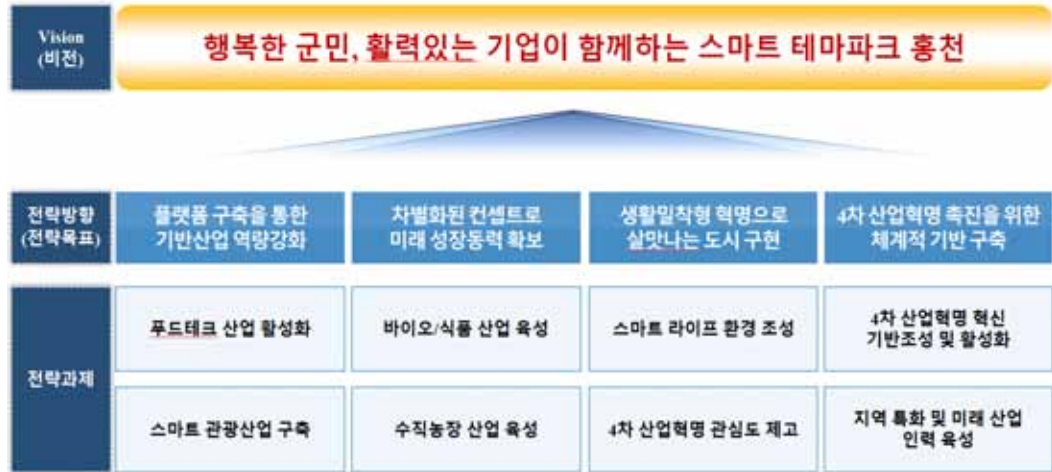 Vision
(비전)
행복한 군민, 활력있는 기업이 함께하는 스마트 테마파크 홍천
전략방향
(전략목표)
플랫폼 구축을 통한
기반산업 역량강화
차별화된 컨셉트로
미래 성장동력 확보
생활밀착형 혁명으로
살맛나는 도시 구현
4차 산업혁명 촉진을 위한
체계적 기반 구축
전략과제
푸드테크 산업 활성화
바이오/식품 산업 육성
스마트 라이프 환경 조성
4차 산업혁명 혁신
기반조성 및 활성화
스마트 관광산업 구축
수직농장 산업 육성
4차 산업혁명 관심도 제고
지역 특화 및 미래 산업
인력 육성